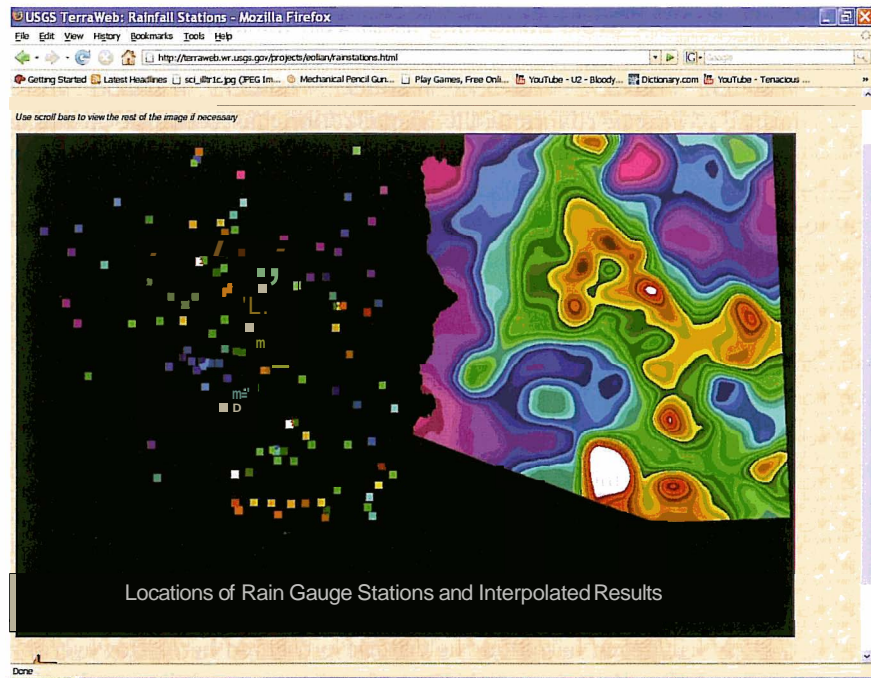 USGS TerraWeb: Rainfall Stations - Mozilla Firefox
File Edit View History Bookmarks Tools Help
http://terraweb.wr.usgs.gov/projects/eolian/rainstations.html
G Google
Getting Started Latest Headlines sci_illtr1c.jpg (JPEG Im... Mechanical Pencil Gun... Play Games, Free Onli... YouTube - U2 - Bloody... Dictionary.com YouTube - Tenacious ... »
Use scroll bars to view the rest of the image if necessary
L.
m
m='
D
Locations of Rain Gauge Stations and Interpolated Results
Done